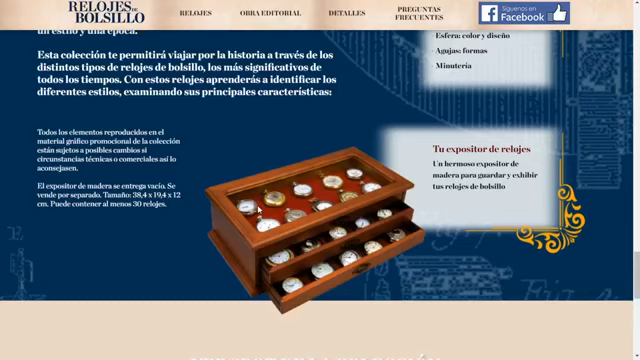 RELOJES DE
BOLSILLO
RELOJES
OBRA EDITORIAL
DETALLES
PREGUNTAS
FRECUENTES
Síguenos en
Facebook
un estilo y una época.
Esta colección te permitirá viajar por la historia a través de los
distintos tipos de relojes de bolsillo, los más significativos de
todos los tiempos. Con estos relojes aprenderás a identificar los
diferentes estilos, examinando sus principales características:
Esfera: color y diseño
Agujas: formas
Minutería
Todos los elementos reproducidos en el
material gráfico promocional de la colección
están sujetos a posibles cambios si
circunstancias técnicas o comerciales así lo
aconsejasen.
El expositor de madera se entrega vacío. Se
vende por separado. Tamaño: 38,4 x 19,4 x 12
cm. Puede contener al menos 30 relojes.
Tu expositor de relojes
Un hermoso expositor de
madera para guardar y exhibir
tus relojes de bolsillo